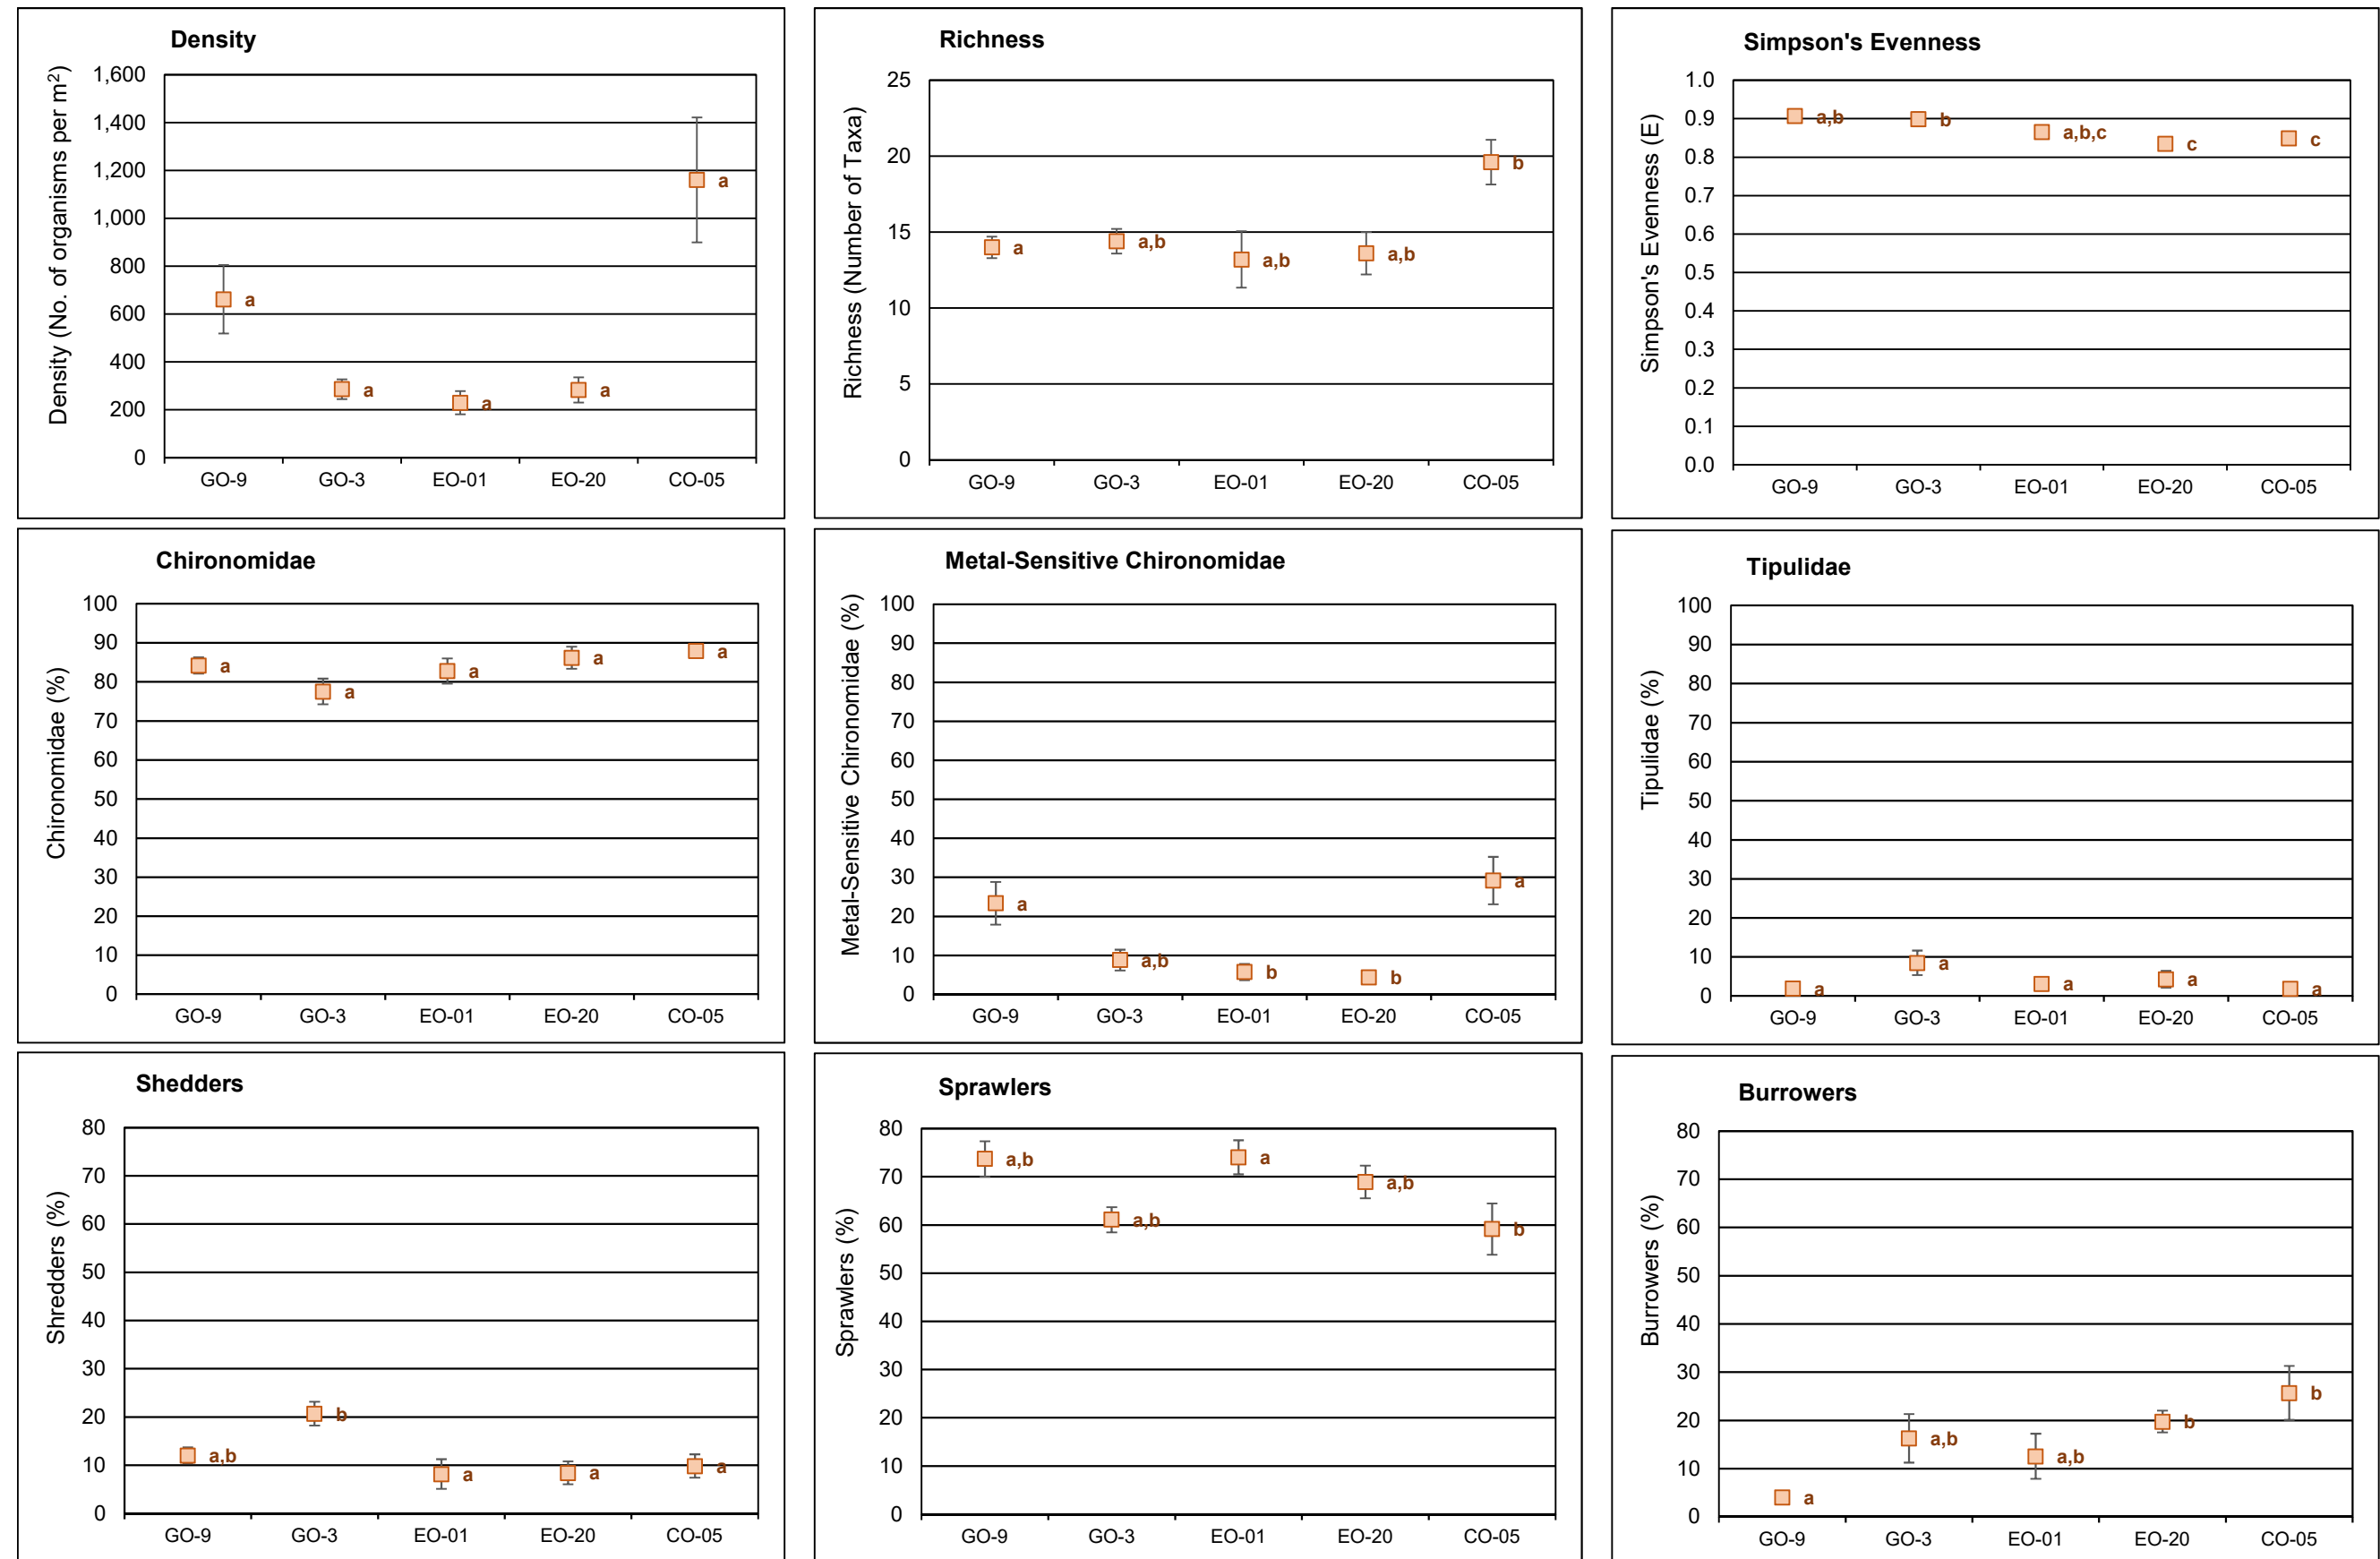 Density
Density (No. of organisms per m²)
1,600
1,400
1,200
1,000
800
600
400
200
0
a
a
a
a
a
GO-9 GO-3 EO-01 EO-20 CO-05
Richness
Richness (Number of Taxa)
25
20
15
10
5
0
a
a,b
a,b
a,b
b
GO-9 GO-3 EO-01 EO-20 CO-05
Simpson's Evenness
Simpson's Evenness (E)
1.0
0.9
0.8
0.7
0.6
0.5
0.4
0.3
0.2
0.1
0.0
a,b
b
a,b,c
c
c
GO-9 GO-3 EO-01 EO-20 CO-05
Chironomidae
Chironomidae (%)
100
90
80
70
60
50
40
30
20
10
0
a
a
a
a
a
GO-9 GO-3 EO-01 EO-20 CO-05
Metal-Sensitive Chironomidae
Metal-Sensitive Chironomidae (%)
100
90
80
70
60
50
40
30
20
10
0
a
a,b
b
b
a
GO-9 GO-3 EO-01 EO-20 CO-05
Tipulidae
Tipulidae (%)
100
90
80
70
60
50
40
30
20
10
0
a
a
a
a
a
GO-9 GO-3 EO-01 EO-20 CO-05
Shedders
Shredders (%)
80
70
60
50
40
30
20
10
0
a,b
b
a
a
a
GO-9 GO-3 EO-01 EO-20 CO-05
Sprawlers
Sprawlers (%)
80
70
60
50
40
30
20
10
0
a,b
a,b
a
a,b
b
GO-9 GO-3 EO-01 EO-20 CO-05
Burrowers
Burrowers (%)
80
70
60
50
40
30
20
10
0
a
a,b
a,b
b
b
GO-9 GO-3 EO-01 EO-20 CO-05